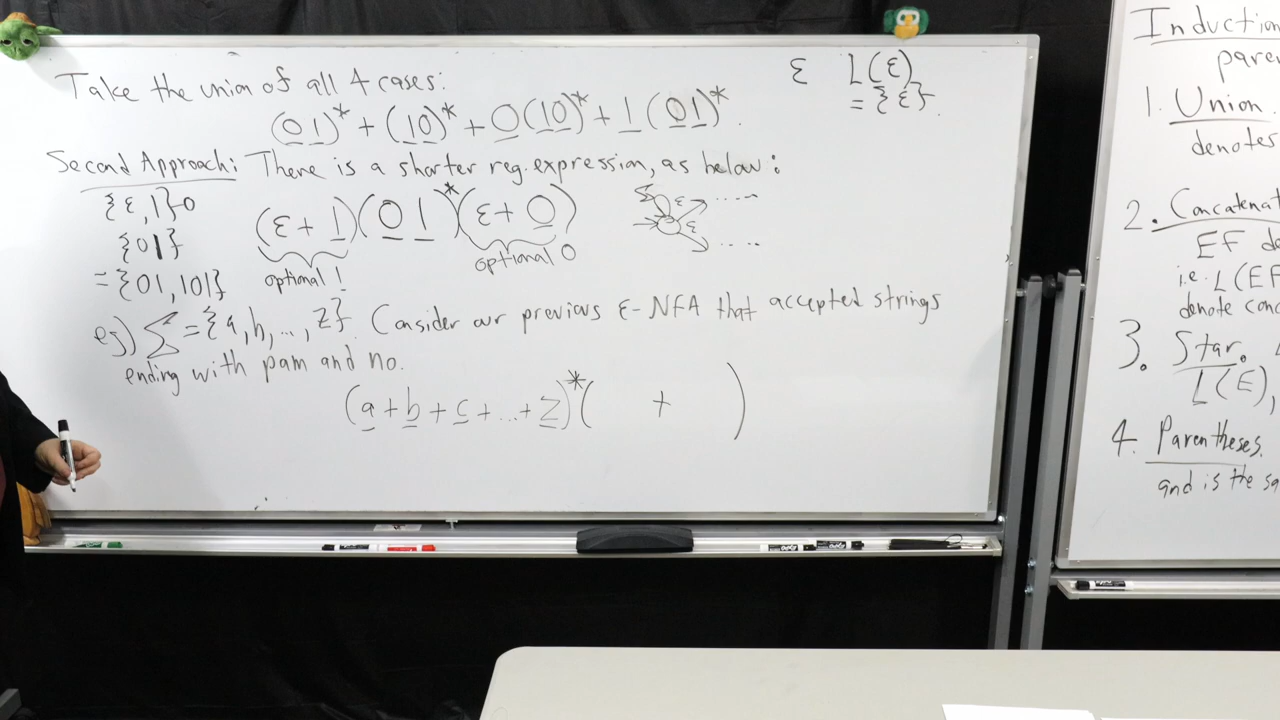 Take the union of all 4 cases:
(01)* + (10)* + 0(10)* + 1(01)*.
ε L(ε)
= {ε}.
Second Approach: There is a shorter reg. expression, as below:
{ε,1}0
{01}
= {01,101}
(ε+1)(01)*(ε+0)
optional 1
optional 0
Σ
ε
ε
eg) Σ = {a,b,...,z}. Consider our previous ε-NFA that accepted strings
ending with pam and no.
(a+b+c+...+z)*( + )
Induction
1. Union
denotes
2. Concatenat
EF de
i.e. L(EF
denote conc
3. Star.
L(E),
4. Parentheses.
and is the sa